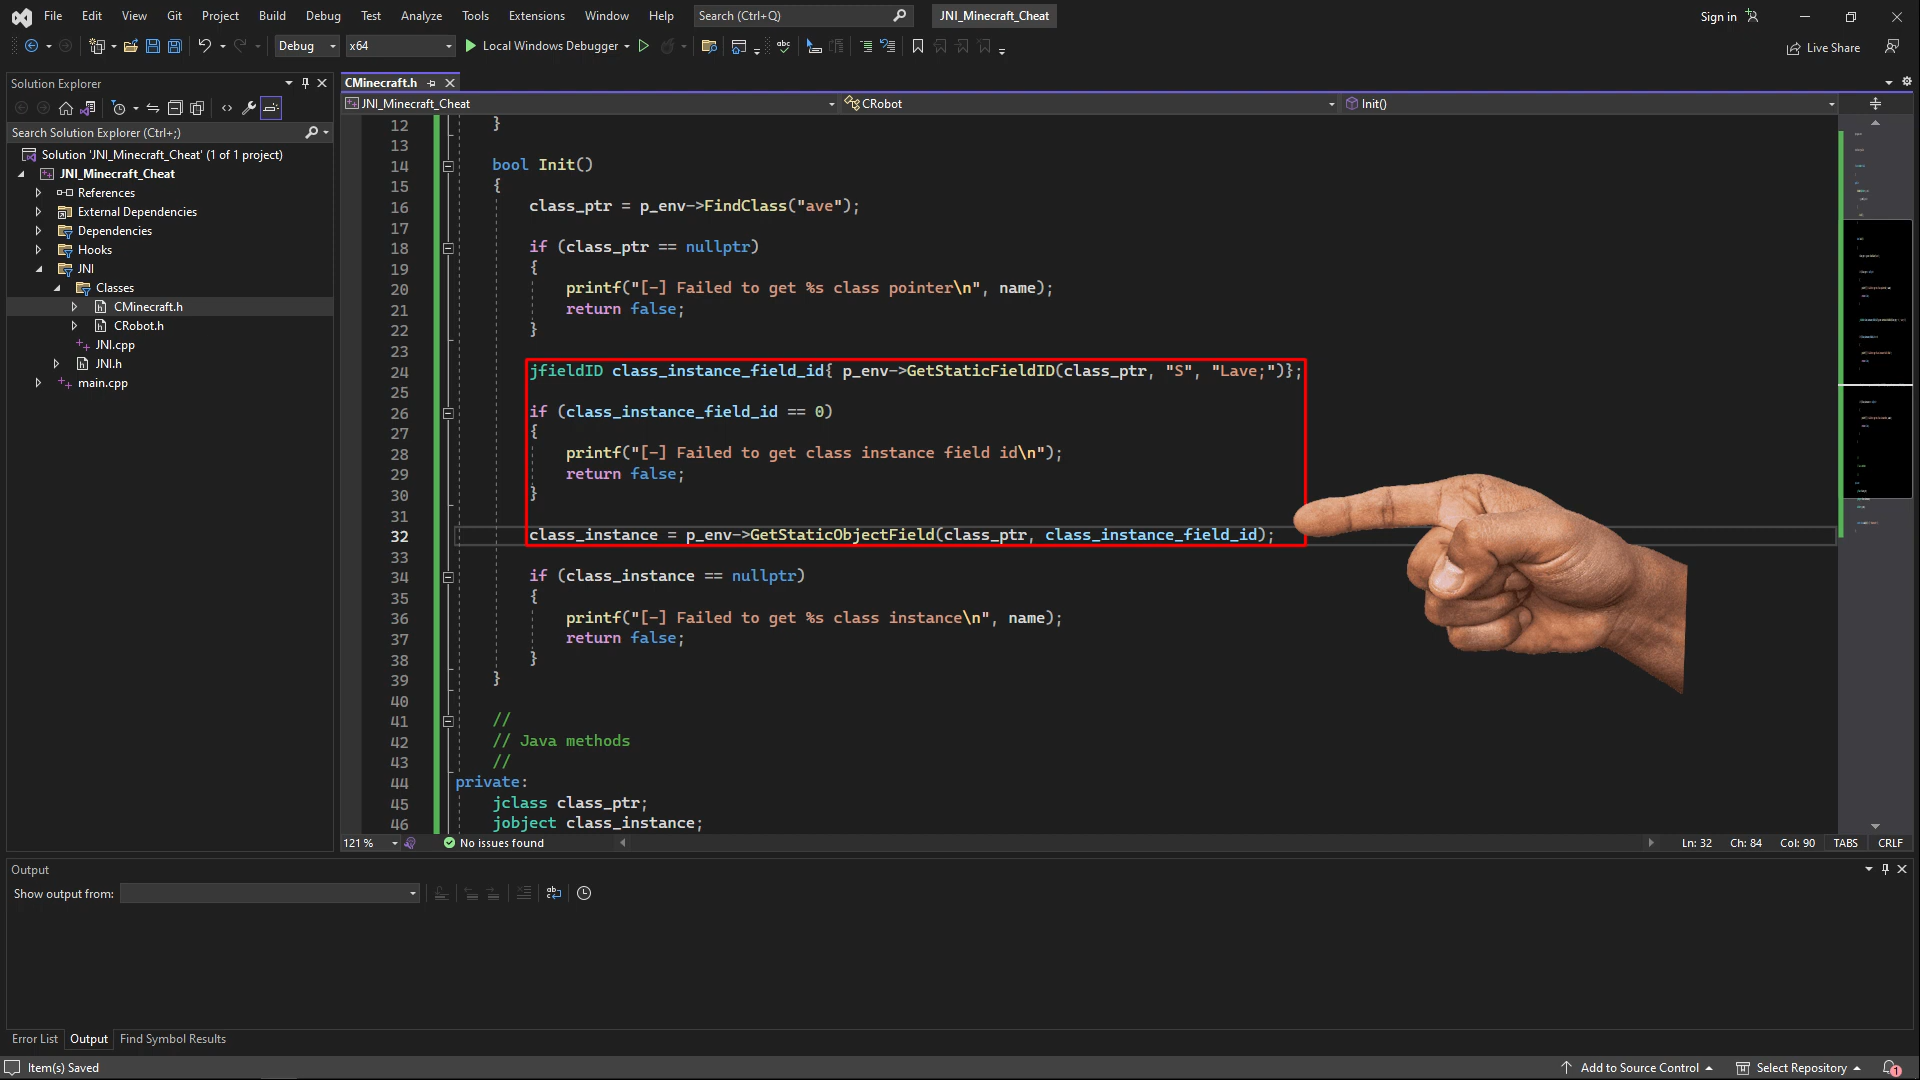 File Edit View Git Project Build Debug Test Analyze Tools Extensions Window Help Search (Ctrl+Q) JNI_Minecraft_Cheat Sign in
Debug x64 Local Windows Debugger Live Share
Solution Explorer
Search Solution Explorer (Ctrl+;)
Solution 'JNI_Minecraft_Cheat' (1 of 1 project)
JNI_Minecraft_Cheat
References
External Dependencies
Dependencies
Hooks
JNI
Classes
CMinecraft.h
CRobot.h
JNI.cpp
JNI.h
main.cpp
CMinecraft.h
JNI_Minecraft_Cheat CRobot Init()
12 }
13
14 bool Init()
15 {
16 class_ptr = p_env->FindClass("ave");
17
18 if (class_ptr == nullptr)
19 {
20 printf("[-] Failed to get %s class pointer\n", name);
21 return false;
22 }
23
24 jfieldID class_instance_field_id{ p_env->GetStaticFieldID(class_ptr, "S", "Lave;")};
25
26 if (class_instance_field_id == 0)
27 {
28 printf("[-] Failed to get class instance field id\n");
29 return false;
30 }
31
32 class_instance = p_env->GetStaticObjectField(class_ptr, class_instance_field_id);
33
34 if (class_instance == nullptr)
35 {
36 printf("[-] Failed to get %s class instance\n", name);
37 return false;
38 }
39 }
40
41 //
42 // Java methods
43 //
44 private:
45 jclass class_ptr;
46 jobject class_instance;
121 % No issues found Ln: 32 Ch: 84 Col: 90 TABS CRLF
Output
Show output from:
Error List Output Find Symbol Results
Item(s) Saved Add to Source Control Select Repository 1